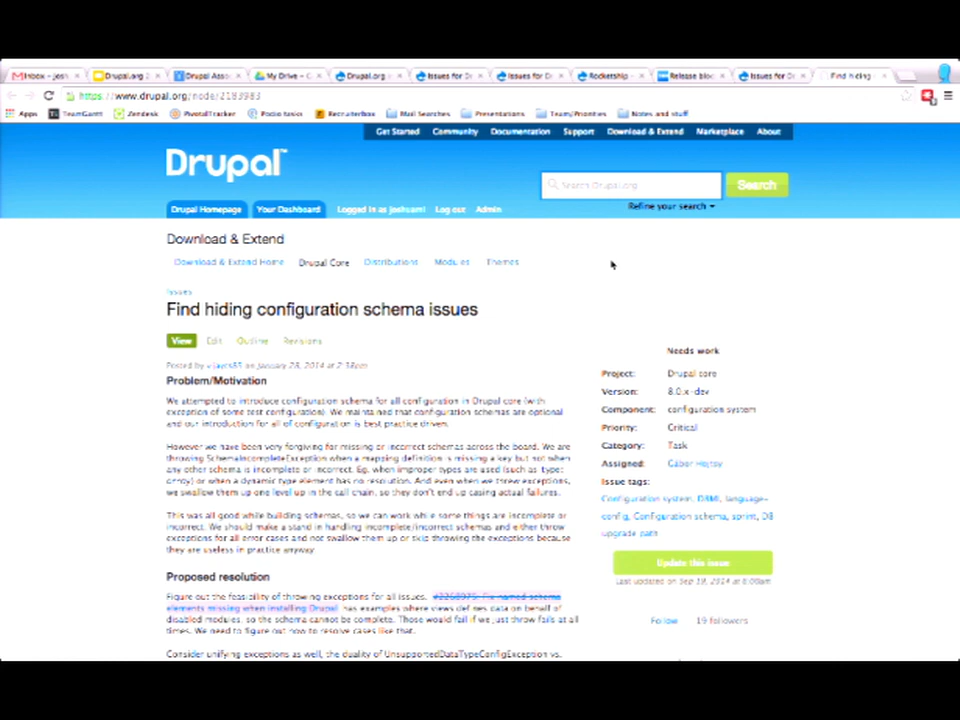 Inbox - josh
Drupal.org 2
Drupal Assoc
My Drive - C
Drupal.org
Issues for D
Issues for D
Rocketship -
Release bloc
Issues for D
Find hiding
https://www.drupal.org/node/2183983
Apps TeamGantt Zendesk PivotalTracker Podio tasks RecruiterBox Mail Searches Presentations Team/Priorities Notes and stuff
Get Started Community Documentation Support Download & Extend Marketplace About
Drupal™
Search Drupal.org Search
Refine your search
Drupal Homepage Your Dashboard Logged in as joshuami Log out Admin
Download & Extend
Download & Extend Home Drupal Core Distributions Modules Themes
Issues
Find hiding configuration schema issues
View Edit Outline Revisions
Posted by vijaycs85 on January 28, 2014 at 2:38pm
Problem/Motivation
We attempted to introduce configuration schema for all configuration in Drupal core (with
exception of some test configuration). We maintained that configuration schemas are optional
and our introduction for all of configuration is best practice driven.
However we have been very forgiving for missing or incorrect schemas across the board. We are
throwing SchemaIncompleteException when a mapping definition is missing a key but not when
any other schema is incomplete or incorrect. Eg. when improper types are used (such as type:
array) or when a dynamic type element has no resolution. And even when we threw exceptions,
we swallow them up one level up in the call chain, so they don't end up casing actual failures.
This was all good while building schemas, so we can work while some things are incomplete or
incorrect. We should make a stand in handling incomplete/incorrect schemas and either throw
exceptions for all error cases and not swallow them up or skip throwing the exceptions because
they are useless in practice anyway.
Proposed resolution
Figure out the feasibility of throwing exceptions for all issues. Fix named schema
elements missing when installing Drupal has examples where views defines data on behalf of
disabled modules, so the schema cannot be complete. Those would fail if we just throw fails at all
times. We need to figure out how to resolve cases like that.
Consider unifying exceptions as well, the duality of UnsupportedDataTypeConfigException vs.
Needs work
Project: Drupal core
Version: 8.0.x-dev
Component: configuration system
Priority: Critical
Category: Task
Assigned: Gábor Hojtsy
Issue tags:
Configuration system, D8MI, language-
config, Configuration schema, sprint, D8
upgrade path
Update this issue
Last updated on Sep 19, 2014 at 8:00am
Follow 19 followers